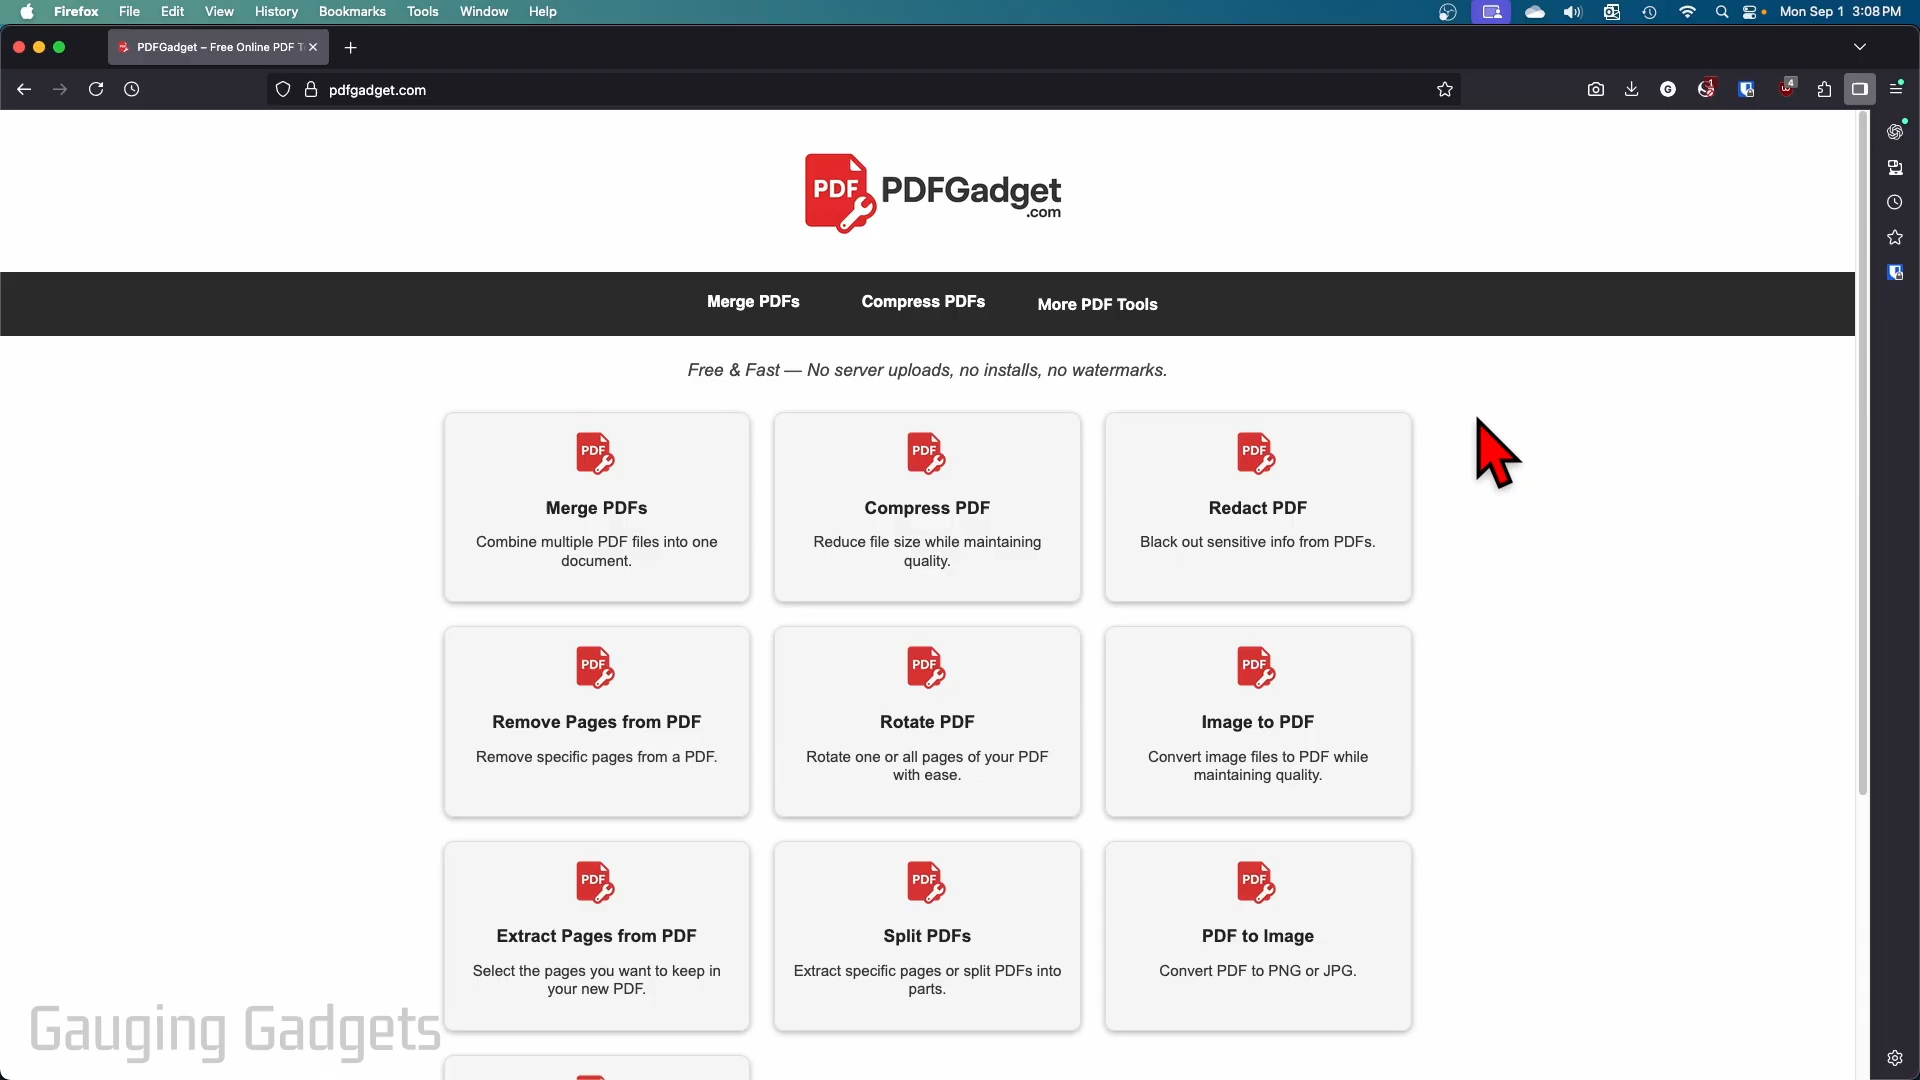 Firefox File Edit View History Bookmarks Tools Window Help
Mon Sep 1 3:08 PM
PDFGadget – Free Online PDF T
pdfgadget.com
1
4
PDF PDFGadget
.com
Merge PDFs Compress PDFs More PDF Tools
Free & Fast — No server uploads, no installs, no watermarks.
PDF
Merge PDFs
Combine multiple PDF files into one
document.
PDF
Compress PDF
Reduce file size while maintaining
quality.
PDF
Redact PDF
Black out sensitive info from PDFs.
PDF
Remove Pages from PDF
Remove specific pages from a PDF.
PDF
Rotate PDF
Rotate one or all pages of your PDF
with ease.
PDF
Image to PDF
Convert image files to PDF while
maintaining quality.
PDF
Extract Pages from PDF
Select the pages you want to keep in
your new PDF.
PDF
Split PDFs
Extract specific pages or split PDFs into
parts.
PDF
PDF to Image
Convert PDF to PNG or JPG.
Gauging Gadgets